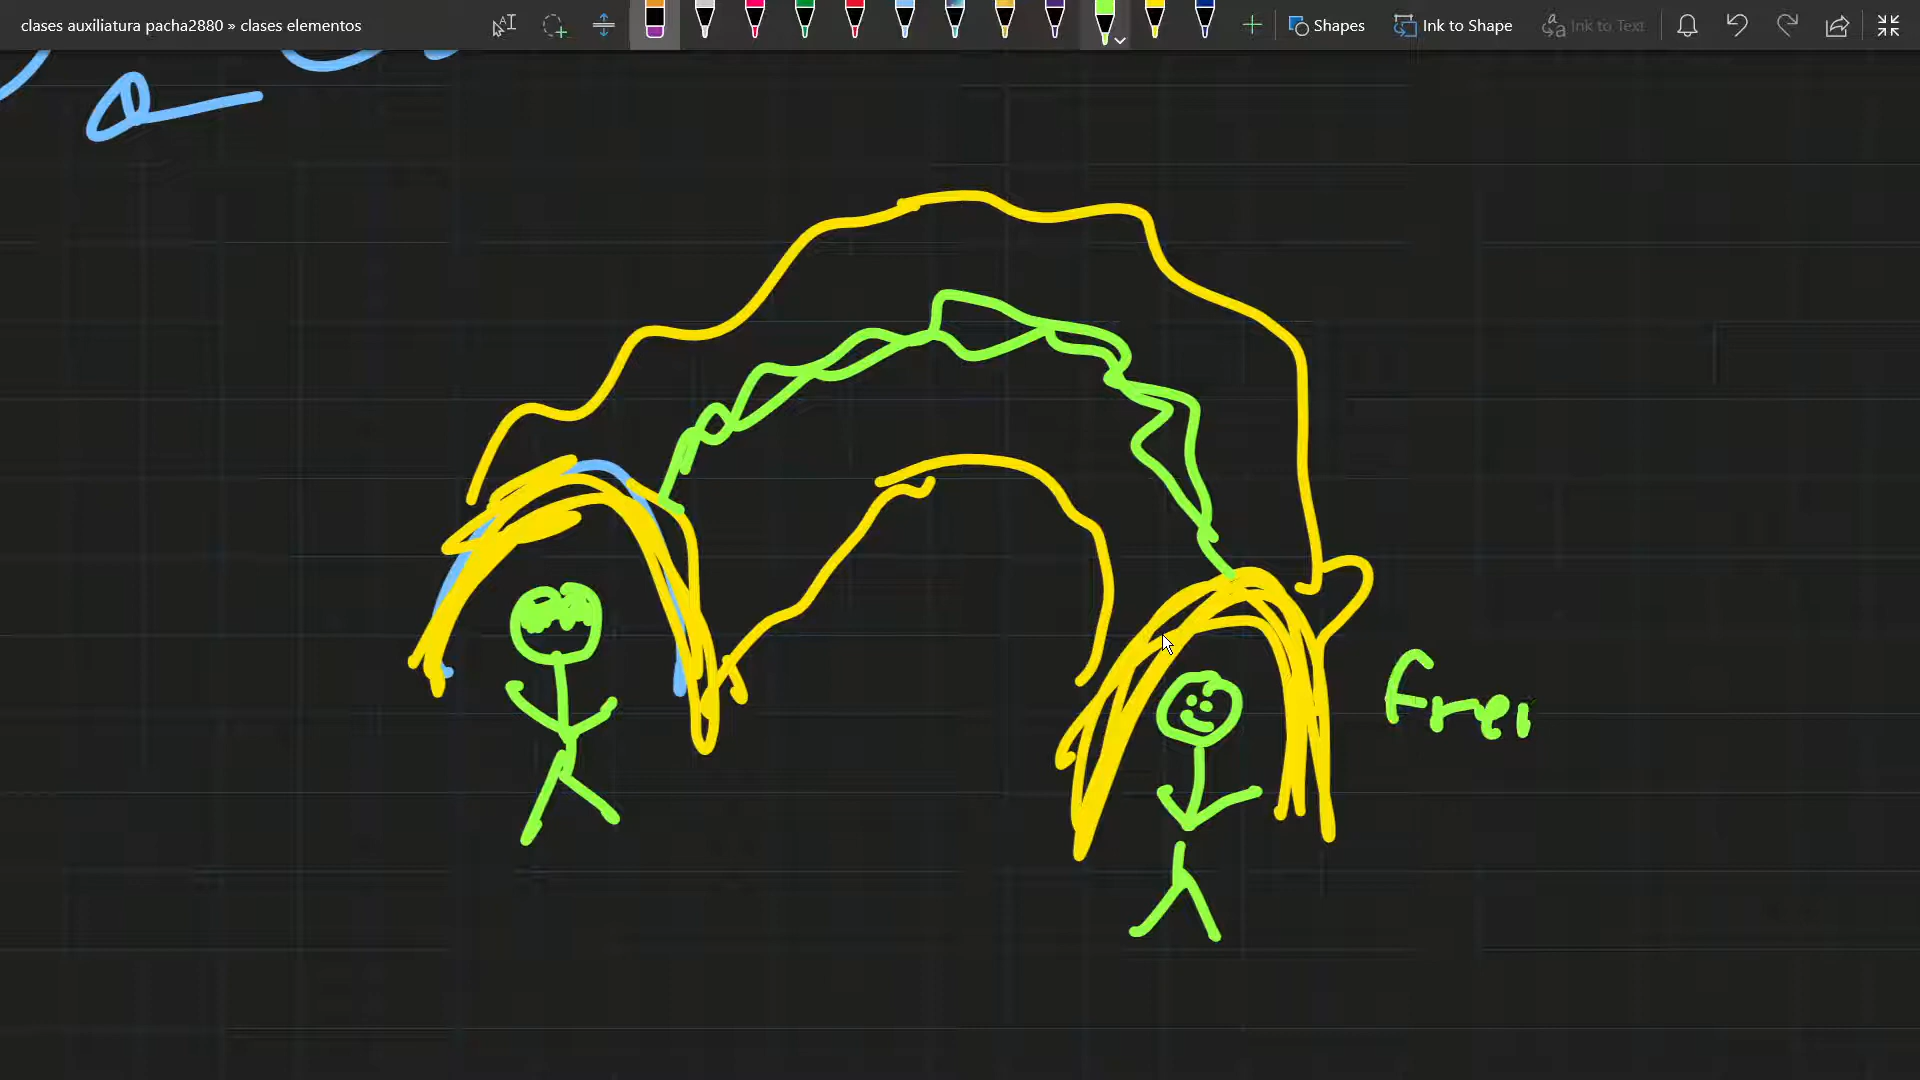 clases auxiliatura pacha2880 » clases elementos
Shapes
Ink to Shape
Ink to Text
frei